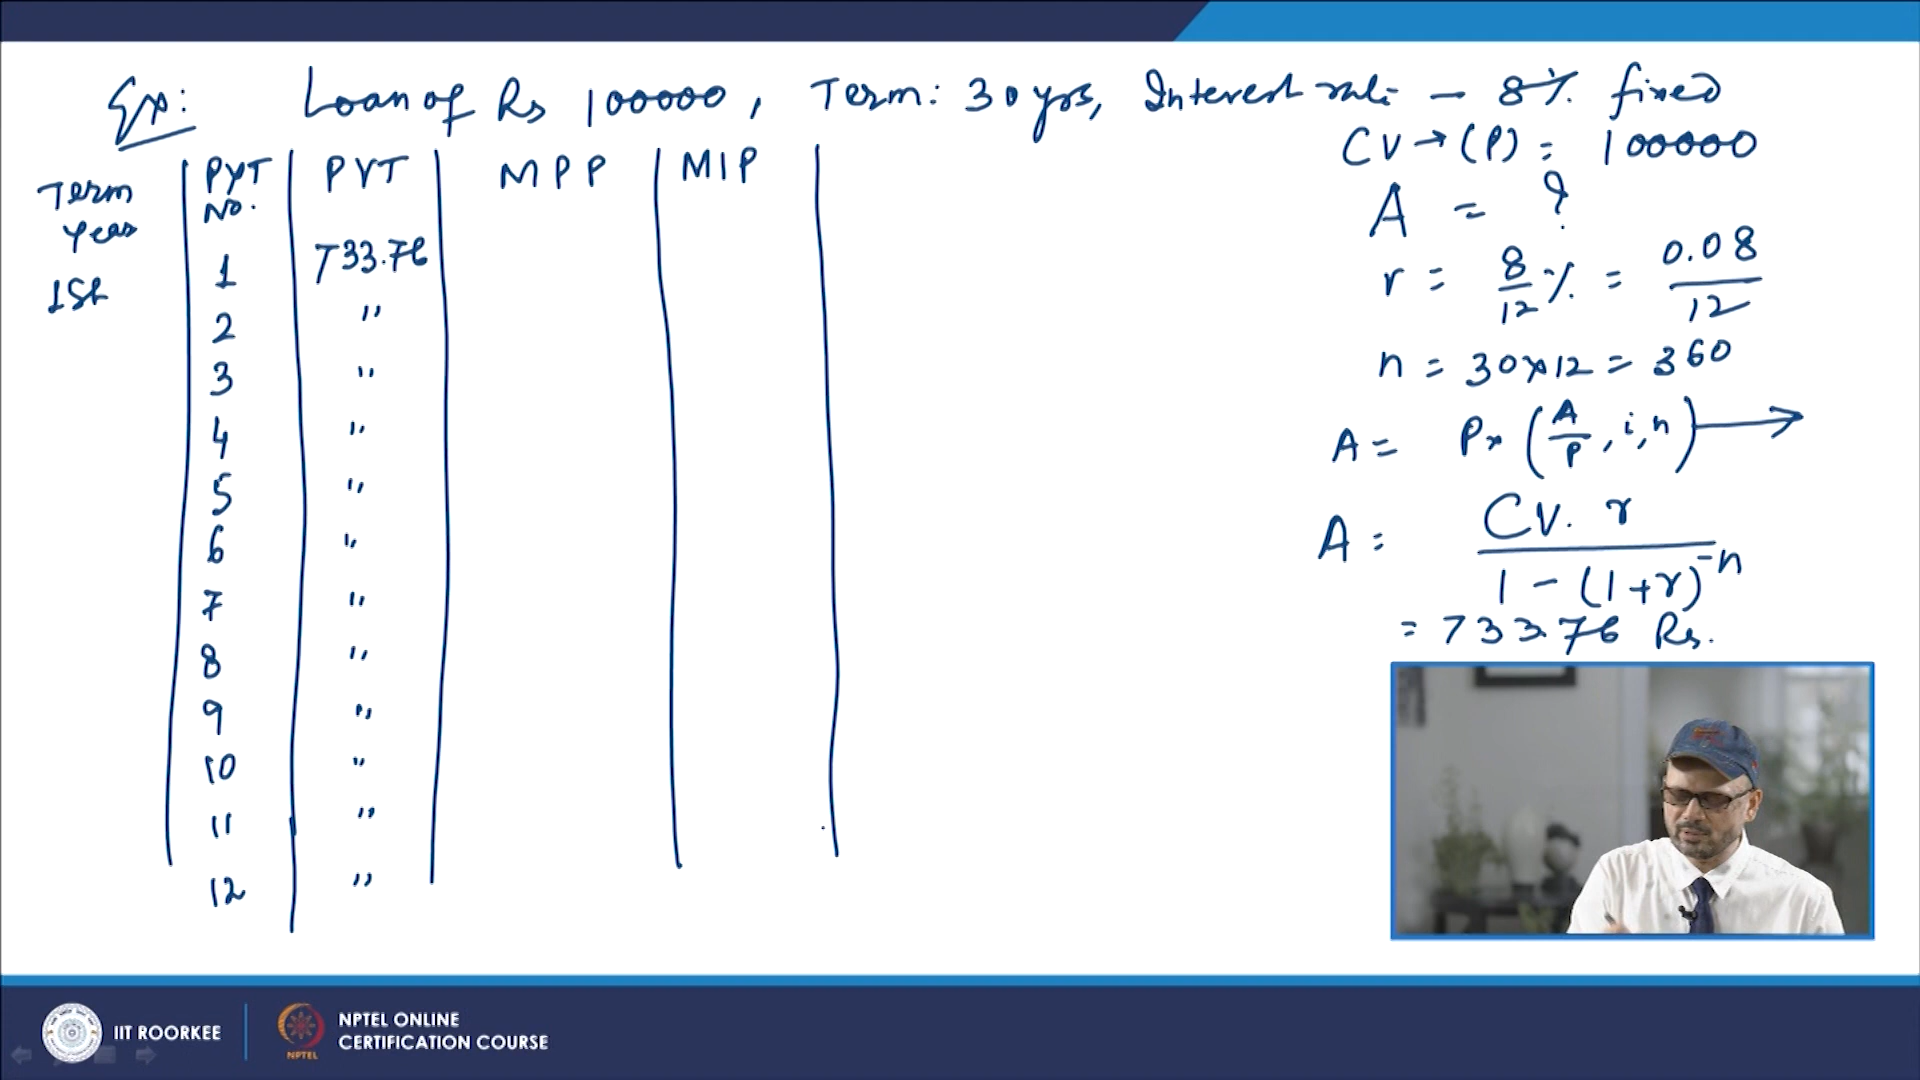 Ex: Loan of Rs 100000, Term: 30 yrs, Interest rate - 8% fixed
CV → (P) = 100000
A = ?
r = 8/12 % = 0.08/12
n = 30×12 = 360
A = P× (A/P, i, n) →
A = CV. r / 1 - (1+r)^-n
= 733.76 Rs.
Term Year | PYT No. | PYT | MPP | MIP
1st | 1 | 733.76
2 | "
3 | "
4 | "
5 | "
6 | "
7 | "
8 | "
9 | "
10 | "
11 | "
12 | "
IIT ROORKEE
NPTEL
NPTEL ONLINE
CERTIFICATION COURSE